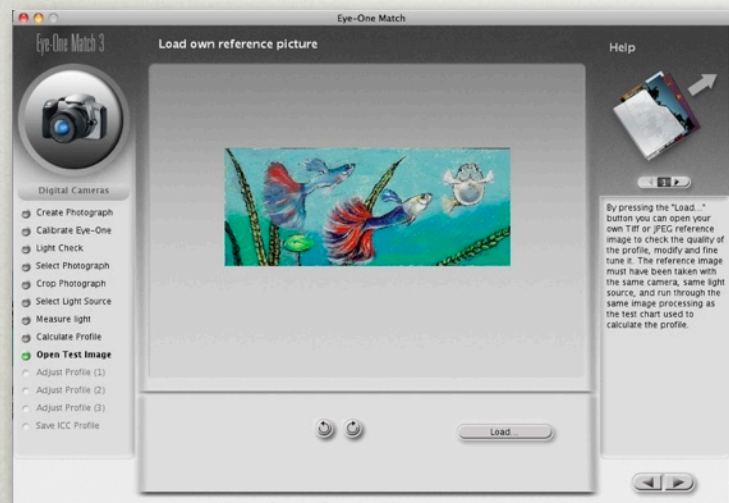 Eye-One Match
Eye-One Match 3
Load own reference picture
Help
Digital Cameras
Create Photograph
Calibrate Eye-One
Light Check
Select Photograph
Crop Photograph
Select Light Source
Measure light
Calculate Profile
Open Test Image
Adjust Profile (1)
Adjust Profile (2)
Adjust Profile (3)
Save ICC Profile
Load...
1
By pressing the "Load..."
button you can open your
own Tiff or JPEG reference
image to check the quality of
the profile, modify and fine
tune it. The reference image
must have been taken with
the same camera, same light
source, and run through the
same image processing as
the test chart used to
calculate the profile.